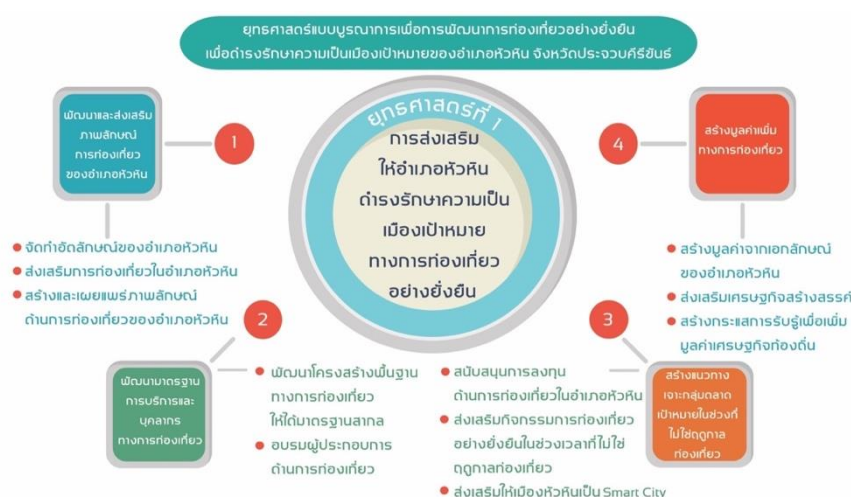 ยุทธศาสตร์แบบบูรณาการเพื่อการพัฒนาการท่องเที่ยวอย่างยั่งยืน
เพื่อดำรงรักษาความเป็นเมืองเป้าหมายของอำเภอหัวหิน จังหวัดประจวบคีรีขันธ์
ยุทธศาสตร์ที่ 1
การส่งเสริม
ให้อำเภอหัวหิน
ดำรงรักษาความเป็น
เมืองเป้าหมาย
ทางการท่องเที่ยว
อย่างยั่งยืน
พัฒนาและส่งเสริม
ภาพลักษณ์
การท่องเที่ยว
ของอำเภอหัวหิน
1
● จัดทำอัตลักษณ์ของอำเภอหัวหิน
● ส่งเสริมการท่องเที่ยวในอำเภอหัวหิน
● สร้างและเผยแพร่ภาพลักษณ์
ด้านการท่องเที่ยวของอำเภอหัวหิน
2
พัฒนามาตรฐาน
การบริการและ
บุคลากร
ทางการท่องเที่ยว
● พัฒนาโครงสร้างพื้นฐาน
ทางการท่องเที่ยว
ให้ได้มาตรฐานสากล
● อบรมผู้ประกอบการ
ด้านการท่องเที่ยว
3
สร้างแนวทาง
เจาะกลุ่มตลาด
เป้าหมายในช่วงที่
ไม่ใช่ฤดูกาล
ท่องเที่ยว
● สนับสนุนการลงทุน
ด้านการท่องเที่ยวในอำเภอหัวหิน
● ส่งเสริมกิจกรรมการท่องเที่ยว
อย่างยั่งยืนในช่วงเวลาที่ไม่ใช่
ฤดูกาลท่องเที่ยว
● ส่งเสริมให้เมืองหัวหินเป็น Smart City
4
สร้างมูลค่าเพิ่ม
ทางการท่องเที่ยว
● สร้างมูลค่าจากเอกลักษณ์
ของอำเภอหัวหิน
● ส่งเสริมเศรษฐกิจสร้างสรรค์
● สร้างกระแสการรับรู้เพื่อเพิ่ม
มูลค่าเศรษฐกิจท้องถิ่น